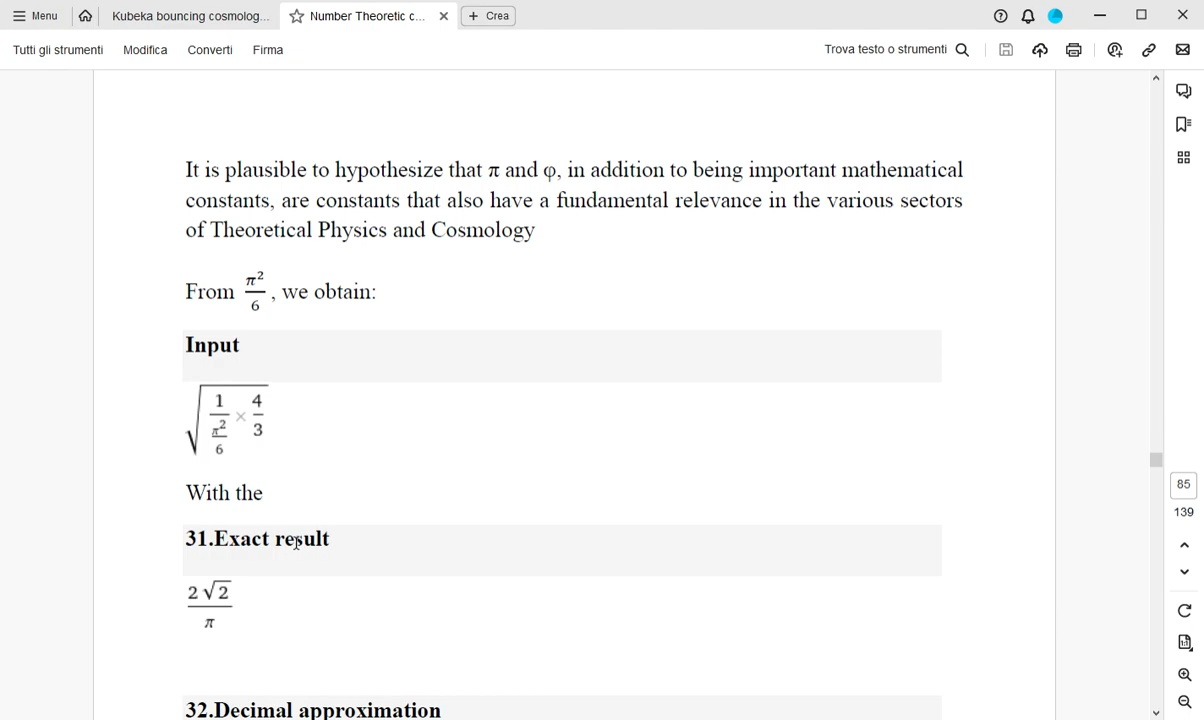 Menu Kubeka bouncing cosmolog... Number Theoretic c... + Crea
Tutti gli strumenti Modifica Converti Firma Trova testo o strumenti
It is plausible to hypothesize that π and φ, in addition to being important mathematical
constants, are constants that also have a fundamental relevance in the various sectors
of Theoretical Physics and Cosmology
From π²/6 , we obtain:
Input
√(1/(π²/6) × 4/3)
With the
31.Exact result
2√2/π
32.Decimal approximation
85
139